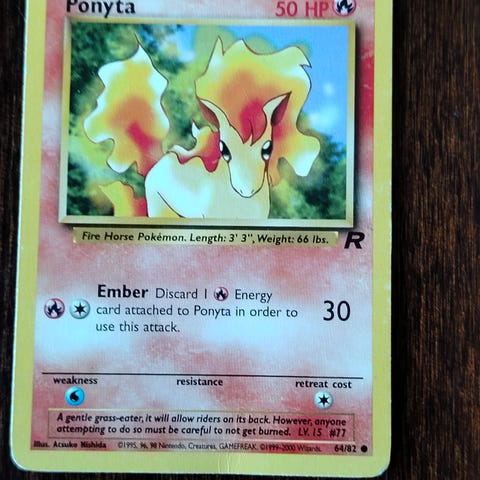 Ponyta 50 HP
Fire Horse Pokémon. Length: 3' 3", Weight: 66 lbs.
R
Ember Discard 1 Energy
card attached to Ponyta in order to
use this attack.
30
weakness resistance retreat cost
A gentle grass-eater, it will allow riders on its back. However, anyone
attempting to do so must be careful to not get burned. LV. 15 #77
Illus. Atsuko Nishida ©1995, 96, 98 Nintendo, Creatures, GAMEFREAK. ©1999-2000 Wizards. 64/82